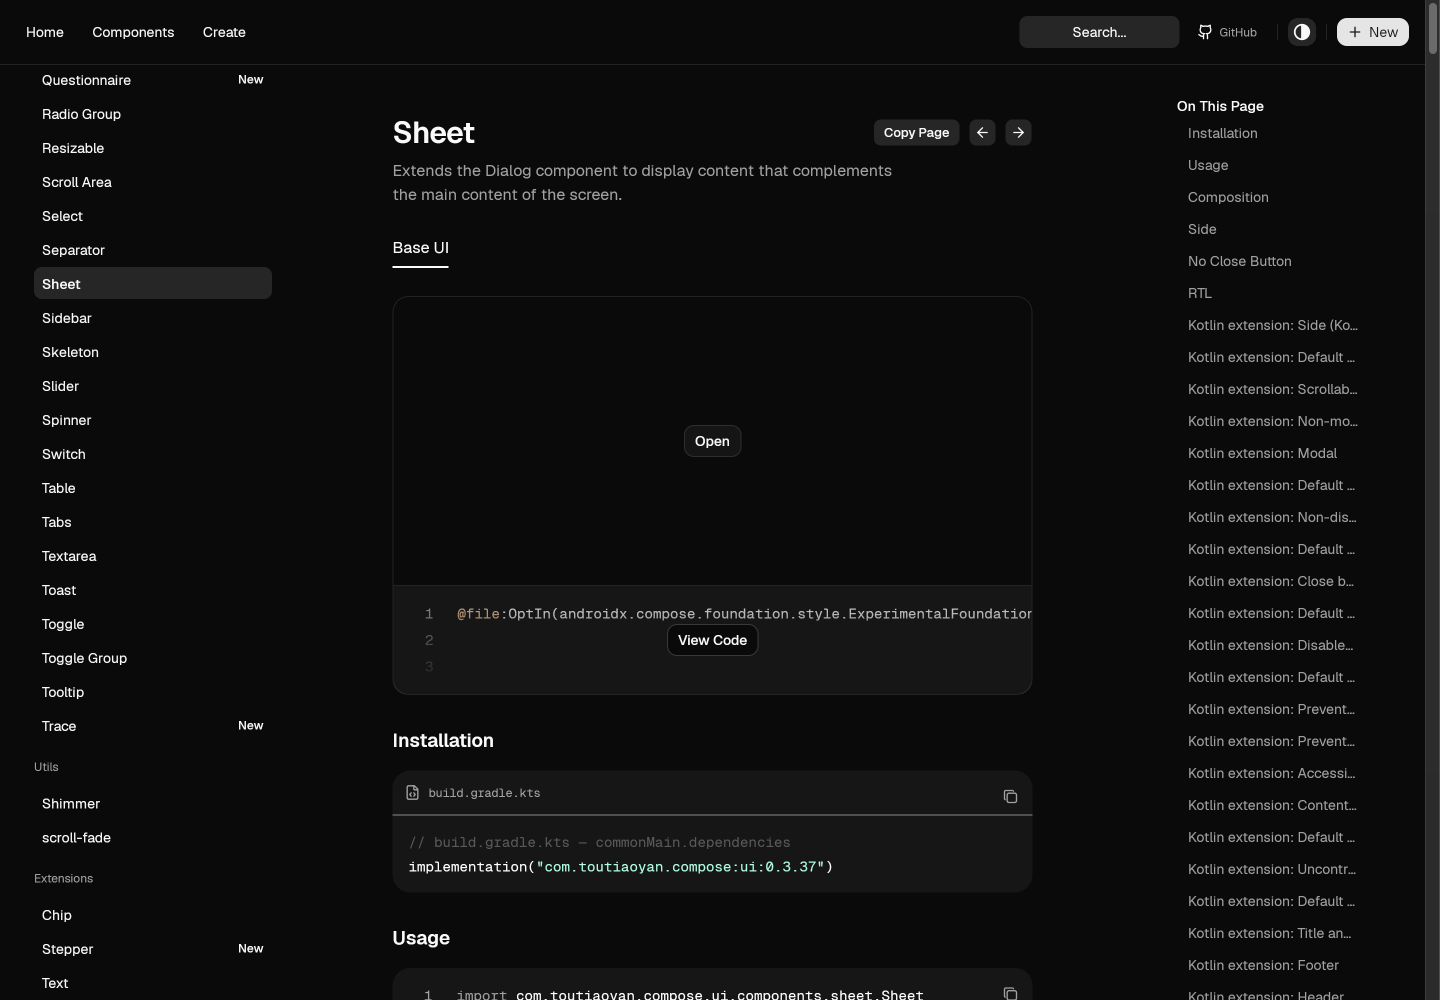 Home
Components
Create
Search...
GitHub
New
Questionnaire
New
Radio Group
Resizable
Scroll Area
Select
Separator
Sheet
Sidebar
Skeleton
Slider
Spinner
Switch
Table
Tabs
Textarea
Toast
Toggle
Toggle Group
Tooltip
Trace
New
Utils
Shimmer
scroll-fade
Extensions
Chip
Stepper
New
Text
Sheet
Copy Page
Extends the Dialog component to display content that complements
the main content of the screen.
Base UI
Open
1 @file:OptIn(androidx.compose.foundation.style.ExperimentalFoundation
2
3
View Code
Installation
build.gradle.kts
// build.gradle.kts — commonMain.dependencies
implementation("com.toutiaoyan.compose:ui:0.3.37")
Usage
1 import com.toutiaoyan.compose.ui.components.sheet.Sheet
On This Page
Installation
Usage
Composition
Side
No Close Button
RTL
Kotlin extension: Side (Ko...
Kotlin extension: Default ...
Kotlin extension: Scrollab...
Kotlin extension: Non-mo...
Kotlin extension: Modal
Kotlin extension: Default ...
Kotlin extension: Non-dis...
Kotlin extension: Default ...
Kotlin extension: Close b...
Kotlin extension: Default ...
Kotlin extension: Disable...
Kotlin extension: Default ...
Kotlin extension: Prevent...
Kotlin extension: Prevent...
Kotlin extension: Accessi...
Kotlin extension: Content...
Kotlin extension: Default ...
Kotlin extension: Uncontr...
Kotlin extension: Default ...
Kotlin extension: Title an...
Kotlin extension: Footer
Kotlin extension: Header